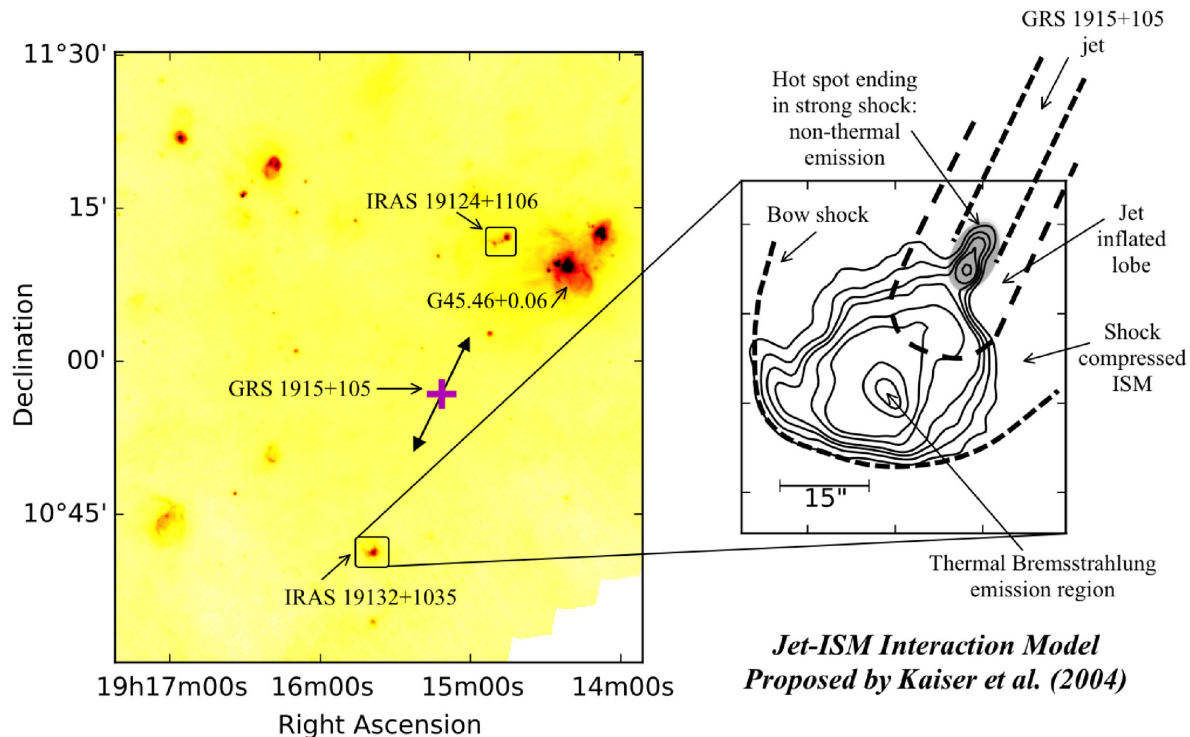 11°30'
15'
00'
10°45'
Declination
19h17m00s
16m00s
15m00s
14m00s
Right Ascension
IRAS 19124+1106
G45.46+0.06
GRS 1915+105
IRAS 19132+1035
GRS 1915+105
jet
Hot spot ending
in strong shock:
non-thermal
emission
Bow shock
Jet
inflated
lobe
Shock
compressed
ISM
15"
Thermal Bremsstrahlung
emission region
Jet-ISM Interaction Model
Proposed by Kaiser et al. (2004)